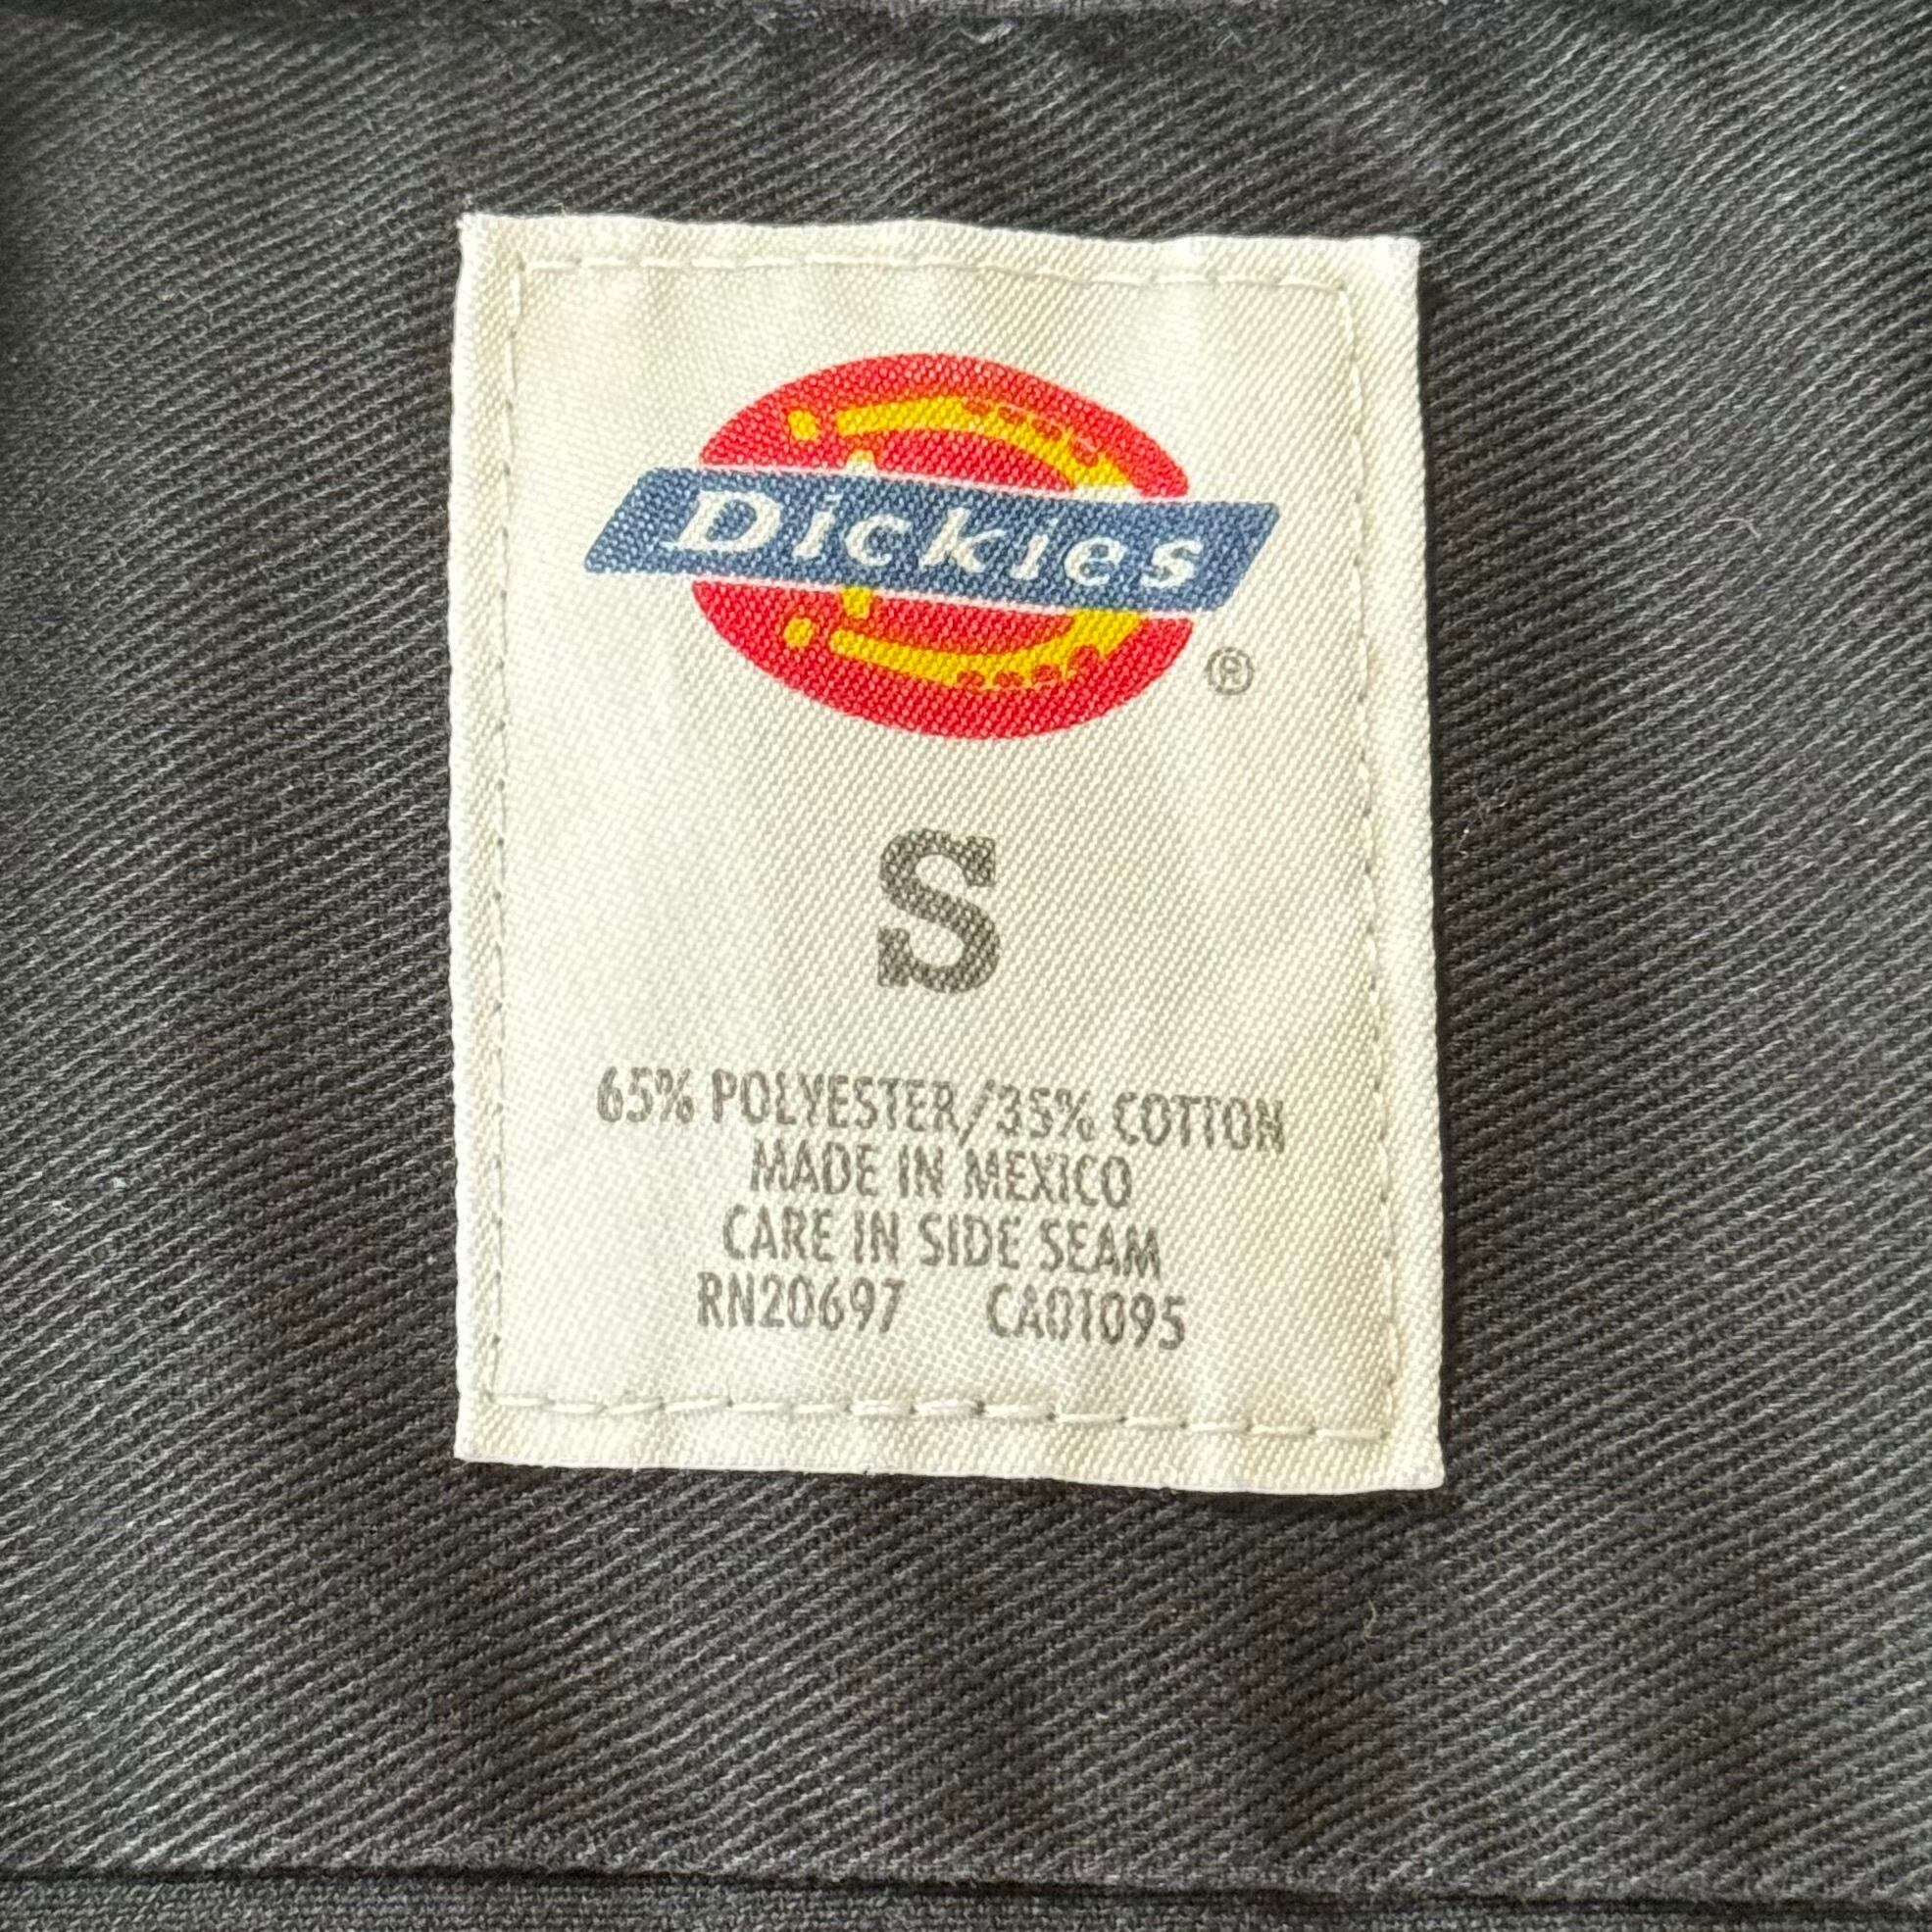 Dickies
®
S
65% POLYESTER/35% COTTON
MADE IN MEXICO
CARE IN SIDE SEAM
RN20697 CA01095